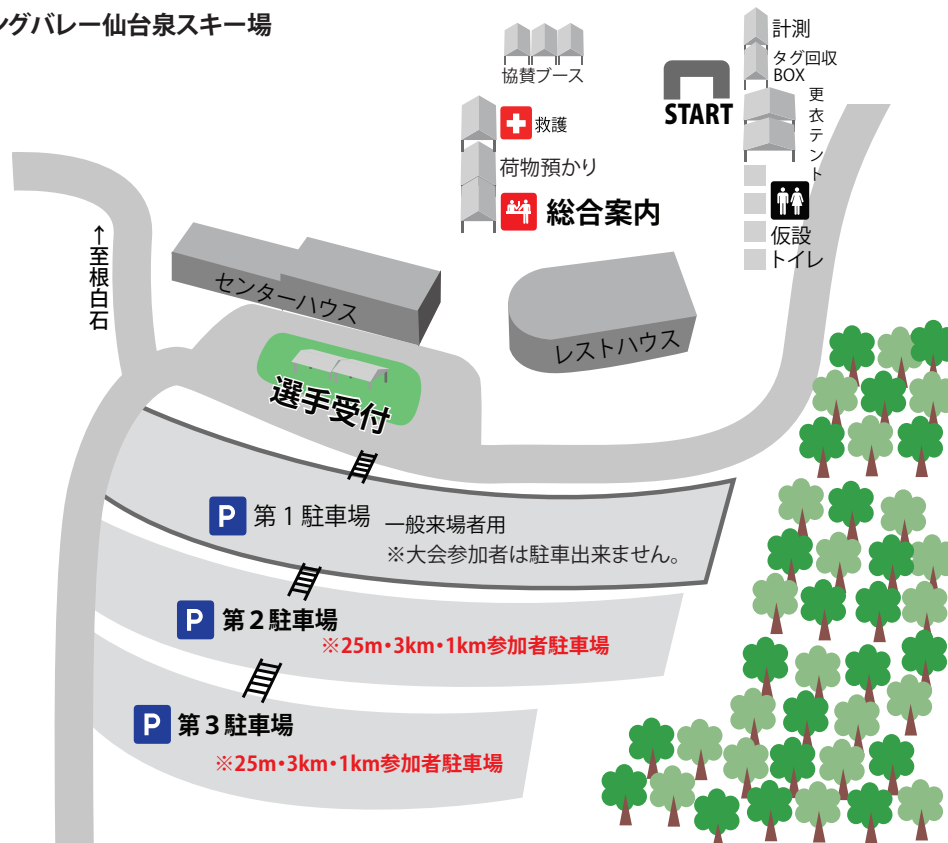 ングバレー仙台泉スキー場
計測
タグ回収
BOX
協賛ブース
START
更衣テント
救護
荷物預かり
総合案内
仮設
トイレ
↑至根白石
センターハウス
レストハウス
選手受付
P 第1駐車場 一般来場者用
※大会参加者は駐車出来ません。
P 第2駐車場
※25m・3km・1km参加者駐車場
P 第3駐車場
※25m・3km・1km参加者駐車場